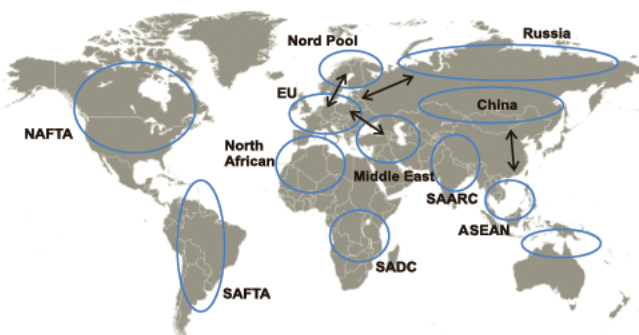 Nord Pool
Russia
EU
China
NAFTA
North
African
Middle East
SAARC
ASEAN
SADC
SAFTA